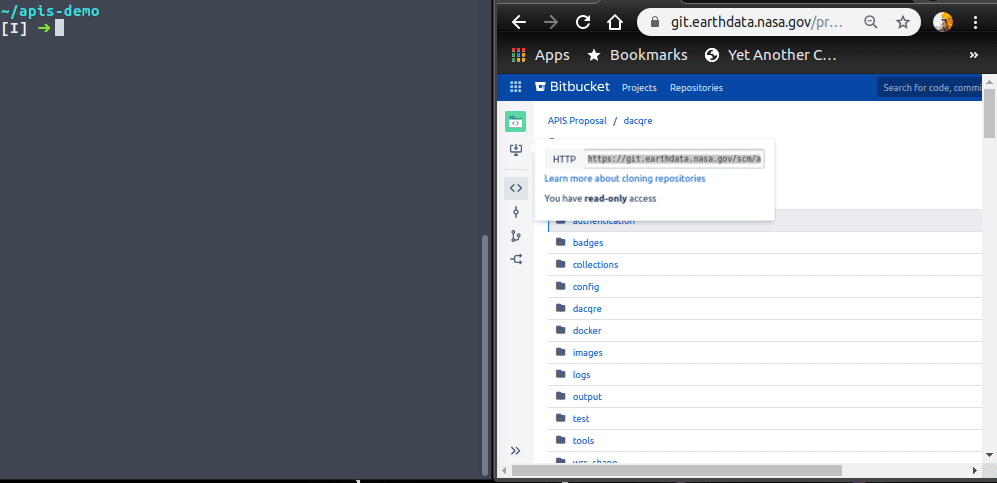 ~/apis-demo
[I] ➜
git.earthdata.nasa.gov/pr…
Apps Bookmarks Yet Another C… »
Bitbucket Projects Repositories Search for code, commi
APIS Proposal / dacqre
HTTP https://git.earthdata.nasa.gov/scm/a
Learn more about cloning repositories
You have read-only access
authentication
badges
collections
config
dacqre
docker
images
logs
output
test
tools
wrs_shape